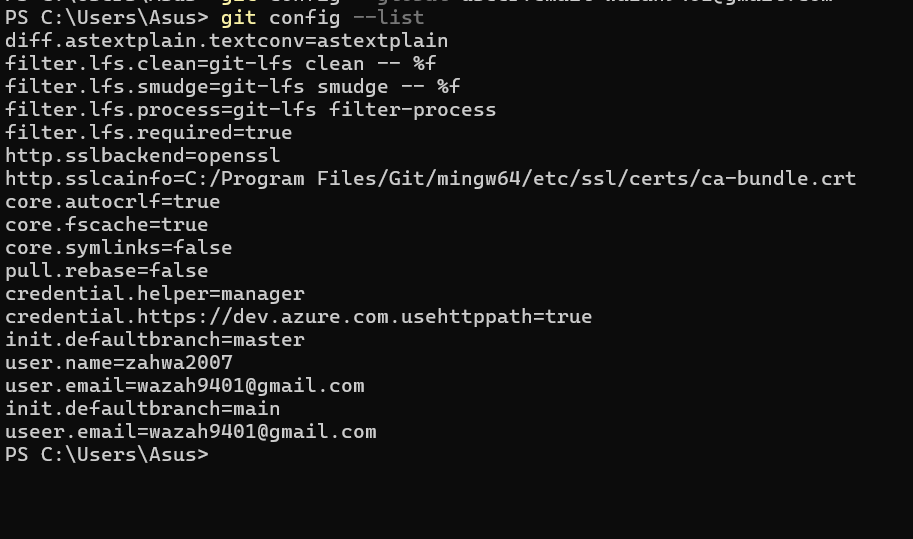 PS C:\Users\Asus> git config --list
diff.astextplain.textconv=astextplain
filter.lfs.clean=git-lfs clean -- %f
filter.lfs.smudge=git-lfs smudge -- %f
filter.lfs.process=git-lfs filter-process
filter.lfs.required=true
http.sslbackend=openssl
http.sslcainfo=C:/Program Files/Git/mingw64/etc/ssl/certs/ca-bundle.crt
core.autocrlf=true
core.fscache=true
core.symlinks=false
pull.rebase=false
credential.helper=manager
credential.https://dev.azure.com.usehttppath=true
init.defaultbranch=master
user.name=zahwa2007
user.email=wazah9401@gmail.com
init.defaultbranch=main
useer.email=wazah9401@gmail.com
PS C:\Users\Asus>